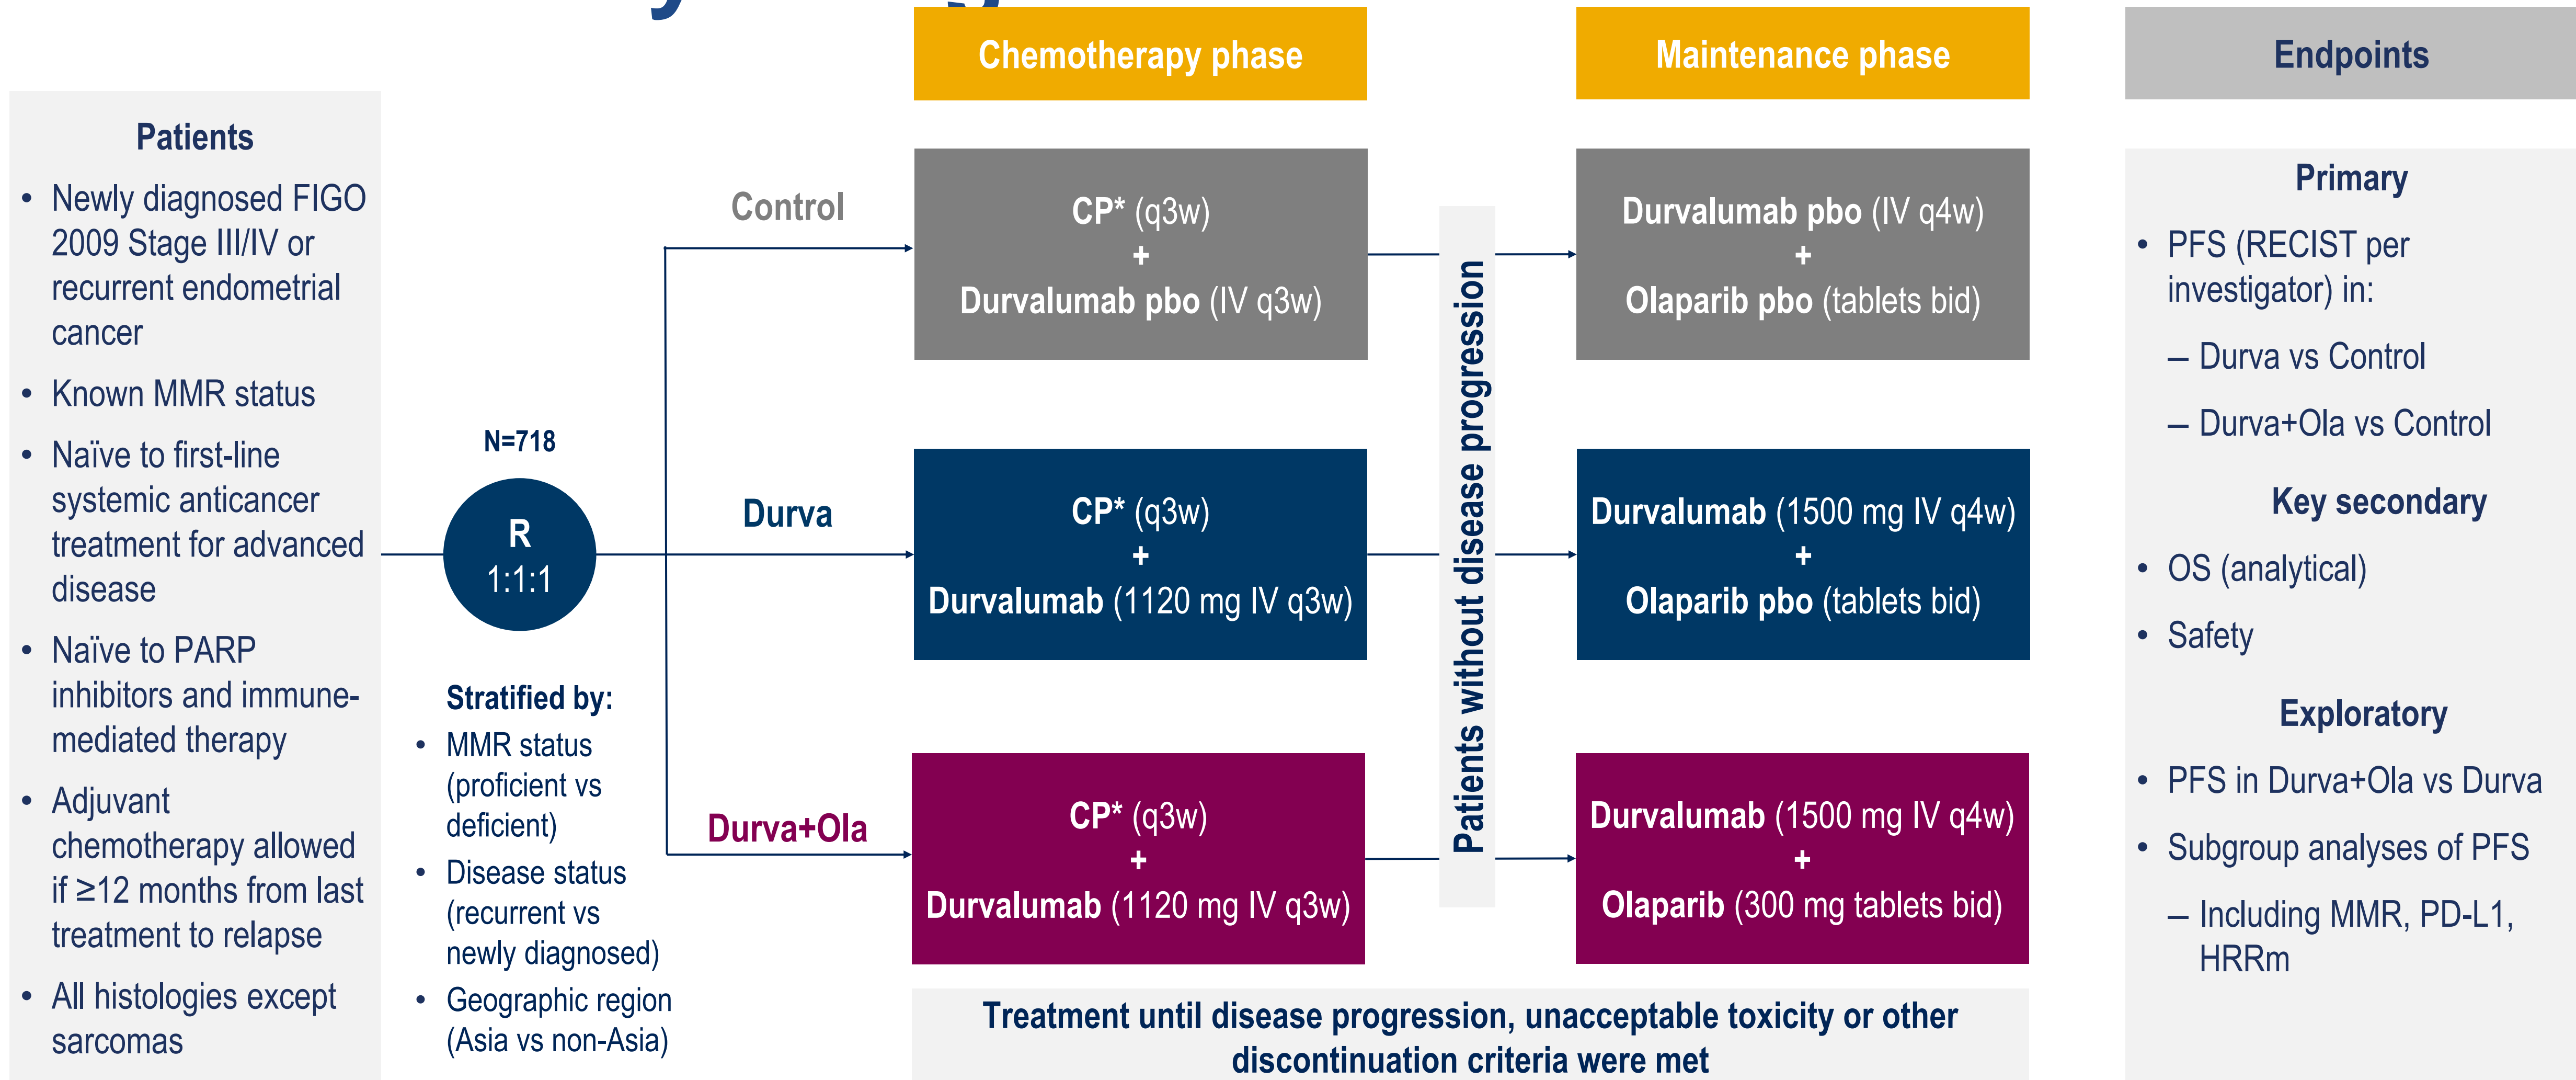 Patients
• Newly diagnosed FIGO
2009 Stage III/IV or
recurrent endometrial
cancer
• Known MMR status
• Naïve to first-line
systemic anticancer
treatment for advanced
disease
• Naïve to PARP
inhibitors and immune-
mediated therapy
• Adjuvant
chemotherapy allowed
if ≥12 months from last
treatment to relapse
• All histologies except
sarcomas
N=718
R
1:1:1
Stratified by:
• MMR status
(proficient vs
deficient)
• Disease status
(recurrent vs
newly diagnosed)
• Geographic region
(Asia vs non-Asia)
Control
Durva
Durva+Ola
Chemotherapy phase
CP* (q3w)
+
Durvalumab pbo (IV q3w)
CP* (q3w)
+
Durvalumab (1120 mg IV q3w)
CP* (q3w)
+
Durvalumab (1120 mg IV q3w)
Patients without disease progression
Maintenance phase
Durvalumab pbo (IV q4w)
+
Olaparib pbo (tablets bid)
Durvalumab (1500 mg IV q4w)
+
Olaparib pbo (tablets bid)
Durvalumab (1500 mg IV q4w)
+
Olaparib (300 mg tablets bid)
Treatment until disease progression, unacceptable toxicity or other
discontinuation criteria were met
Endpoints
Primary
• PFS (RECIST per
investigator) in:
– Durva vs Control
– Durva+Ola vs Control
Key secondary
• OS (analytical)
• Safety
Exploratory
• PFS in Durva+Ola vs Durva
• Subgroup analyses of PFS
– Including MMR, PD-L1,
HRRm